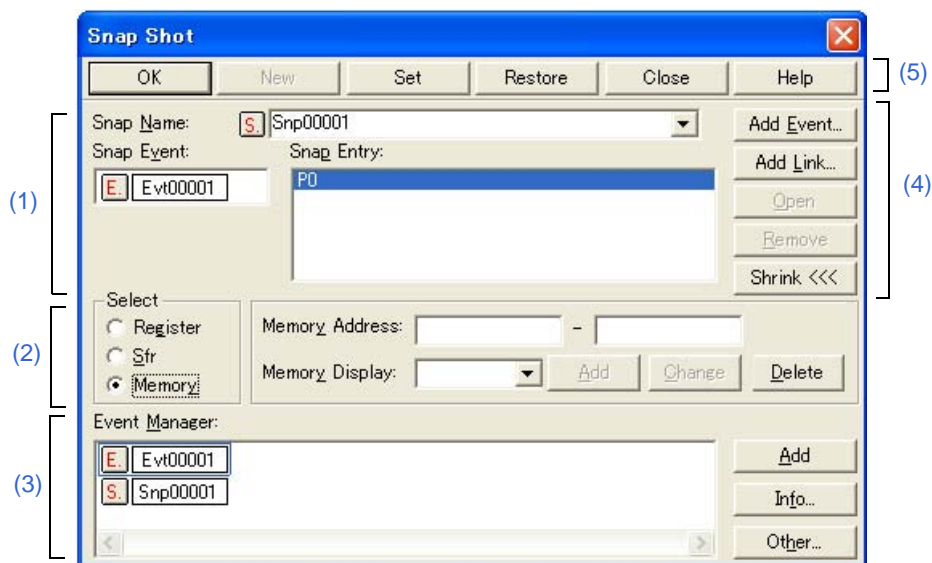 Snap Shot
OK New Set Restore Close Help (5)
Snap Name: S. Snp00001 Add Event...
Snap Event: Snap Entry: Add Link...
E. Evt00001 P0 (4)
(1) Open
Remove
Shrink <<<
Select
Register Memory Address: -
(2) Sfr
Memory Memory Display: Add Change Delete
Event Manager:
E. Evt00001 Add
(3) S. Snp00001 Info...
Other...